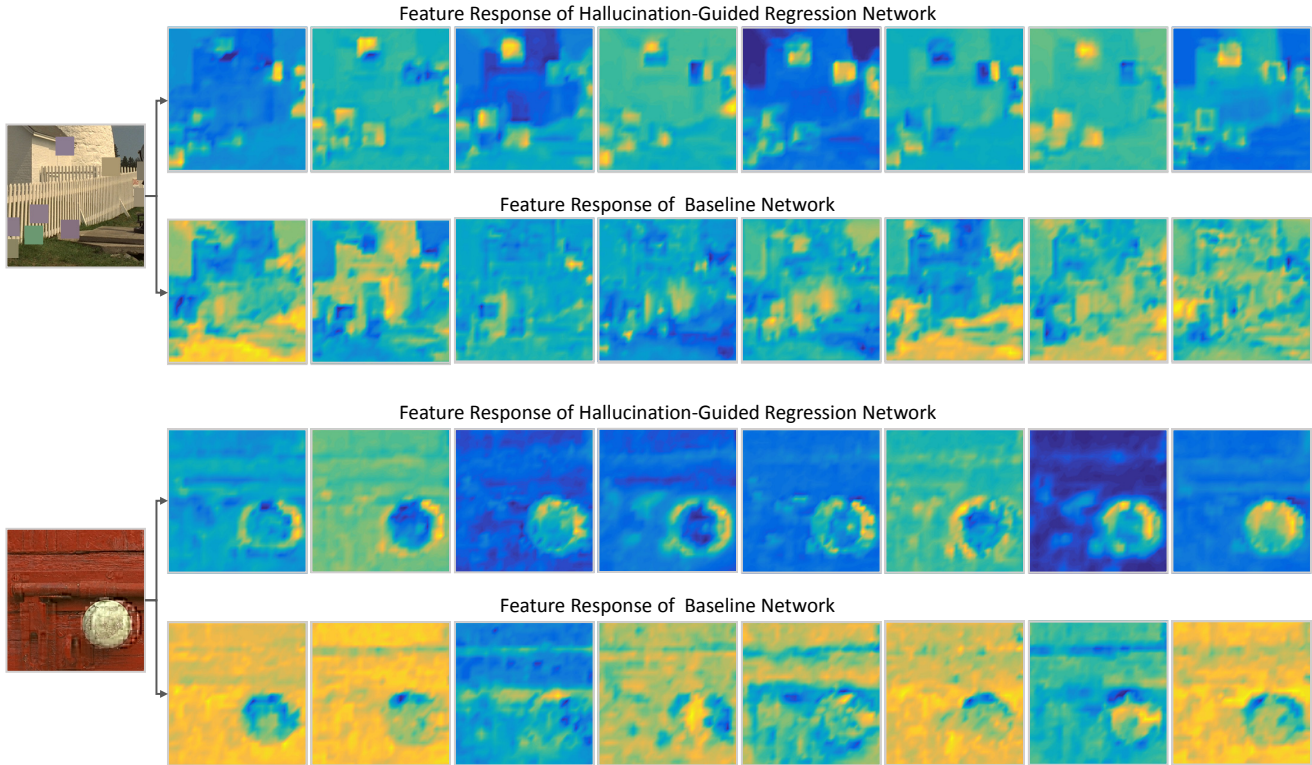 Feature Response of Hallucination-Guided Regression Network
Feature Response of Baseline Network
Feature Response of Hallucination-Guided Regression Network
Feature Response of Baseline Network